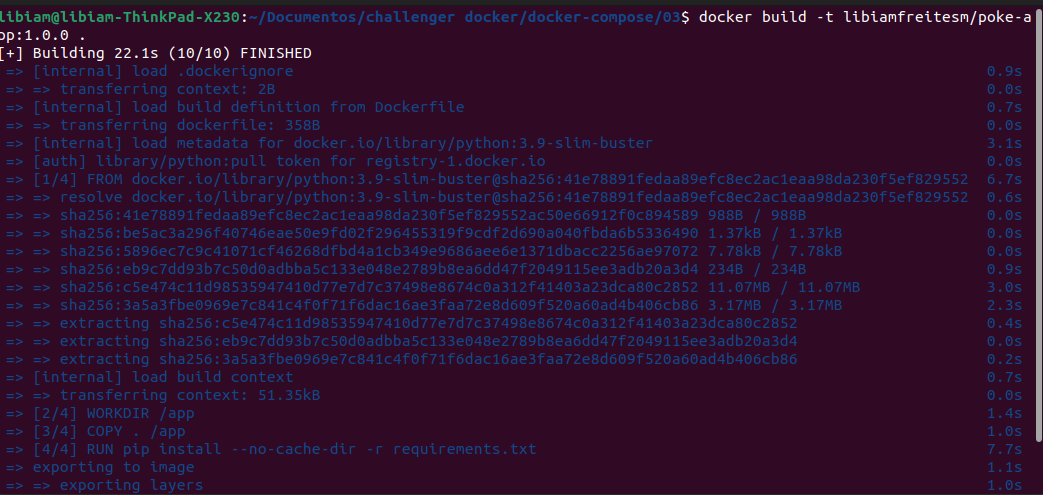 libiam@libiam-ThinkPad-X230:~/Documentos/challenger docker/docker-compose/03$ docker build -t libiamfreitesm/poke-a
pp:1.0.0 .
[+] Building 22.1s (10/10) FINISHED
=> [internal] load .dockerignore 0.9s
=> => transferring context: 2B 0.0s
=> [internal] load build definition from Dockerfile 0.7s
=> => transferring dockerfile: 358B 0.0s
=> [internal] load metadata for docker.io/library/python:3.9-slim-buster 3.1s
=> [auth] library/python:pull token for registry-1.docker.io 0.0s
=> [1/4] FROM docker.io/library/python:3.9-slim-buster@sha256:41e78891fedaa89efc8ec2ac1eaa98da230f5ef829552 6.7s
=> => resolve docker.io/library/python:3.9-slim-buster@sha256:41e78891fedaa89efc8ec2ac1eaa98da230f5ef829552 0.6s
=> => sha256:41e78891fedaa89efc8ec2ac1eaa98da230f5ef829552ac50e66912f0c894589 988B / 988B 0.0s
=> => sha256:be5ac3a296f40746eae50e9fd02f296455319f9cdf2d690a040fbda6b5336490 1.37kB / 1.37kB 0.0s
=> => sha256:5896ec7c9c41071cf46268dfbd4a1cb349e9686aee6e1371dbacc2256ae97072 7.78kB / 7.78kB 0.0s
=> => sha256:eb9c7dd93b7c50d0adbba5c133e048e2789b8ea6dd47f2049115ee3adb20a3d4 234B / 234B 0.9s
=> => sha256:c5e474c11d98535947410d77e7d7c37498e8674c0a312f41403a23dca80c2852 11.07MB / 11.07MB 3.0s
=> => sha256:3a5a3fbe0969e7c841c4f0f71f6dac16ae3faa72e8d609f520a60ad4b406cb86 3.17MB / 3.17MB 2.3s
=> => extracting sha256:c5e474c11d98535947410d77e7d7c37498e8674c0a312f41403a23dca80c2852 0.4s
=> => extracting sha256:eb9c7dd93b7c50d0adbba5c133e048e2789b8ea6dd47f2049115ee3adb20a3d4 0.0s
=> => extracting sha256:3a5a3fbe0969e7c841c4f0f71f6dac16ae3faa72e8d609f520a60ad4b406cb86 0.2s
=> [internal] load build context 0.7s
=> => transferring context: 51.35kB 0.0s
=> [2/4] WORKDIR /app 1.4s
=> [3/4] COPY . /app 1.0s
=> [4/4] RUN pip install --no-cache-dir -r requirements.txt 7.7s
=> exporting to image 1.1s
=> => exporting layers 1.0s